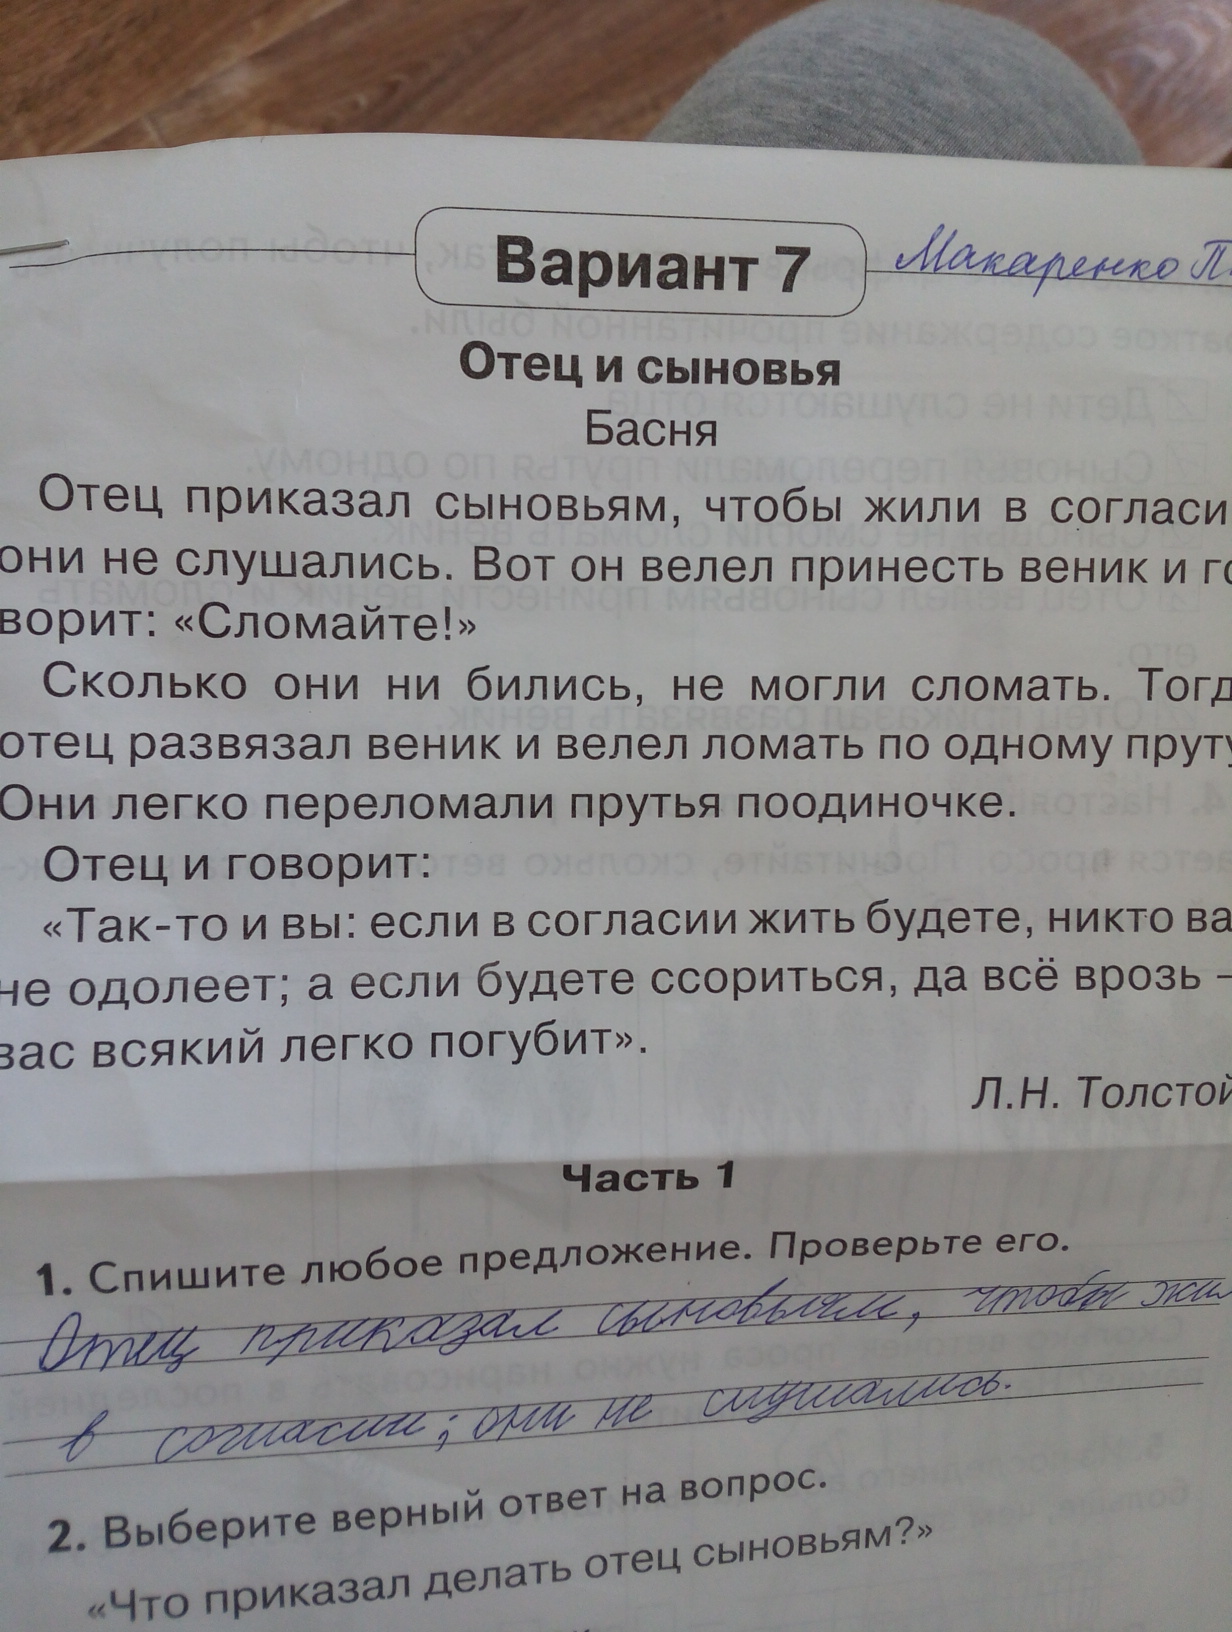 Вариант 7 Макаренко П.
Отец и сыновья
Басня
Отец приказал сыновьям, чтобы жили в согласи
они не слушались. Вот он велел принесть веник и го
ворит: «Сломайте!»
Сколько они ни бились, не могли сломать. Тогд
отец развязал веник и велел ломать по одному пруту
Они легко переломали прутья поодиночке.
Отец и говорит:
«Так-то и вы: если в согласии жить будете, никто ва
не одолеет; а если будете ссориться, да всё врозь –
вас всякий легко погубит».
Л.Н. Толстой
Часть 1
1. Спишите любое предложение. Проверьте его.
Отец приказал сыновьям, чтобы жил
в согласии; они не слушались.
2. Выберите верный ответ на вопрос.
«Что приказал делать отец сыновьям?»